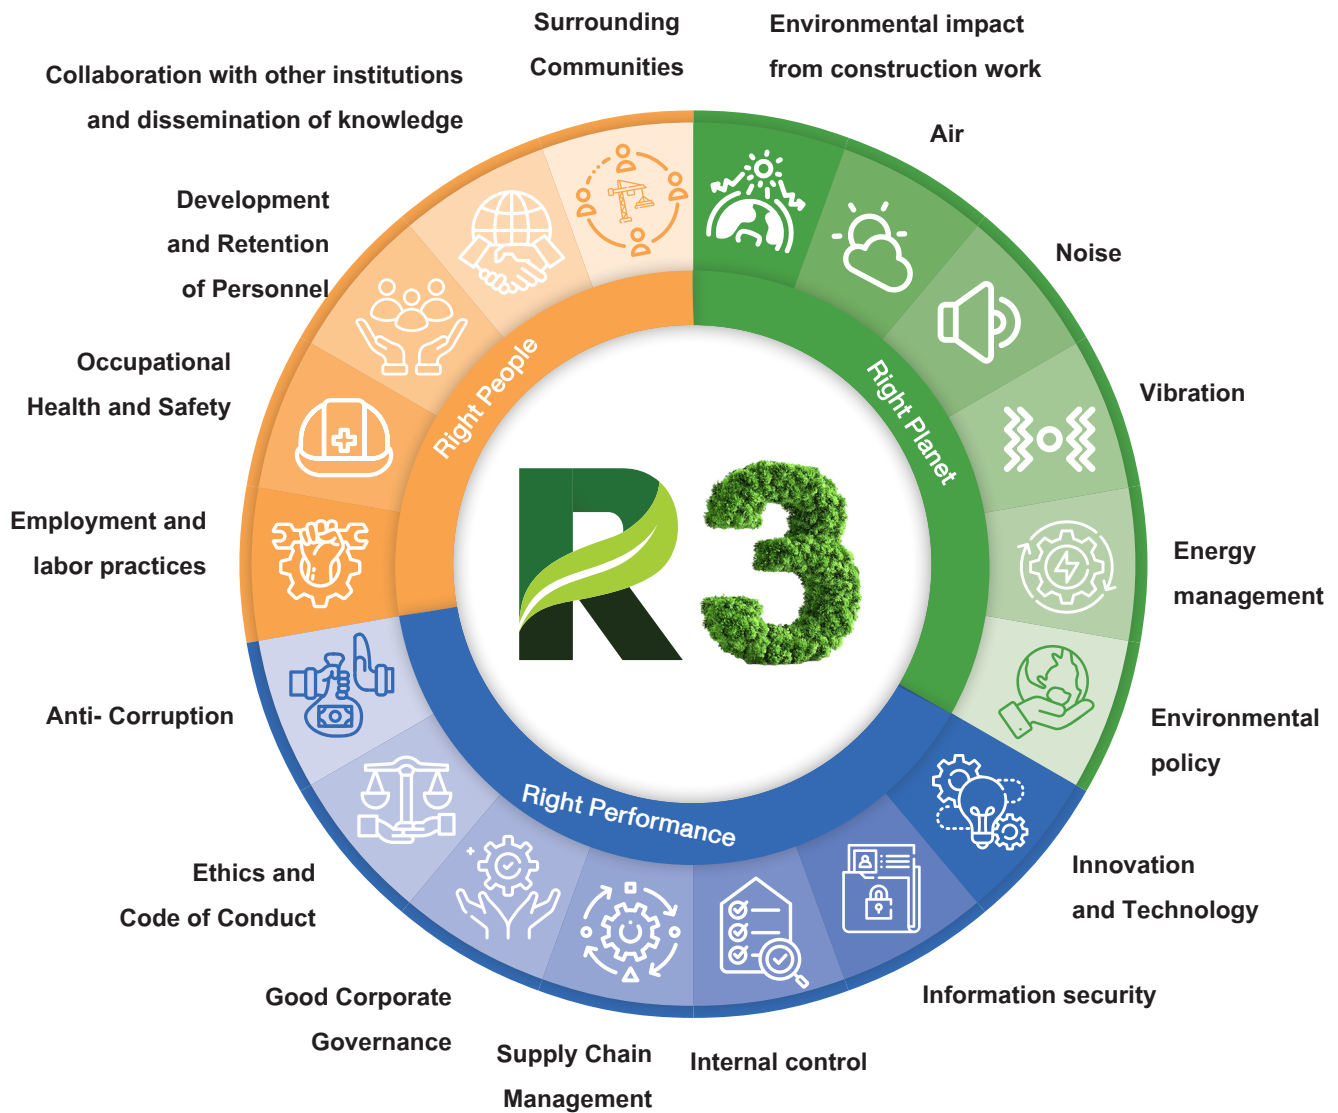 Surrounding
Communities
Environmental impact
from construction work
Collaboration with other institutions
and dissemination of knowledge
Air
Development
and Retention
of Personnel
Noise
Occupational
Health and Safety
Vibration
Employment and
labor practices
Energy
management
Anti- Corruption
Environmental
policy
Ethics and
Code of Conduct
Innovation
and Technology
Good Corporate
Governance
Information security
Supply Chain
Management
Internal control
Right People
Right Planet
Right Performance
R3